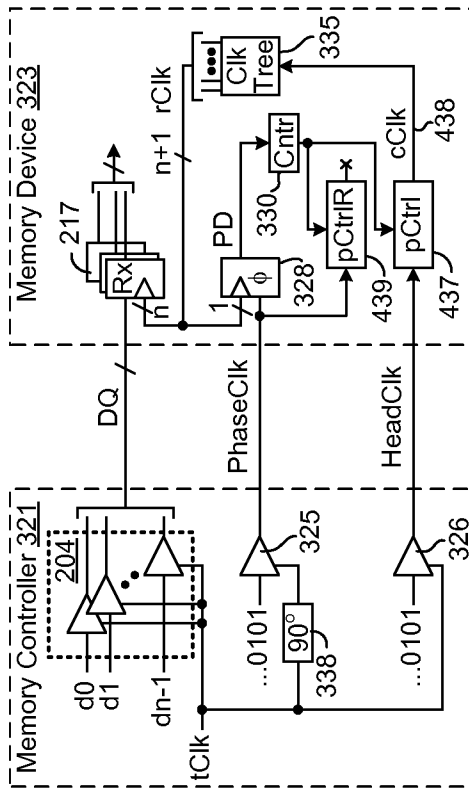 Memory Controller 321
204
d0
d1
dn-1
tClk
...0101
90°
338
325
...0101
326
DQ
PhaseClk
HeadClk
Memory Device 323
217
Rx
n
n+1
rClk
Clk
Tree
335
1
ϕ
328
PD
Cntr
330
pCtrlR
439
pCtrl
437
cClk
438